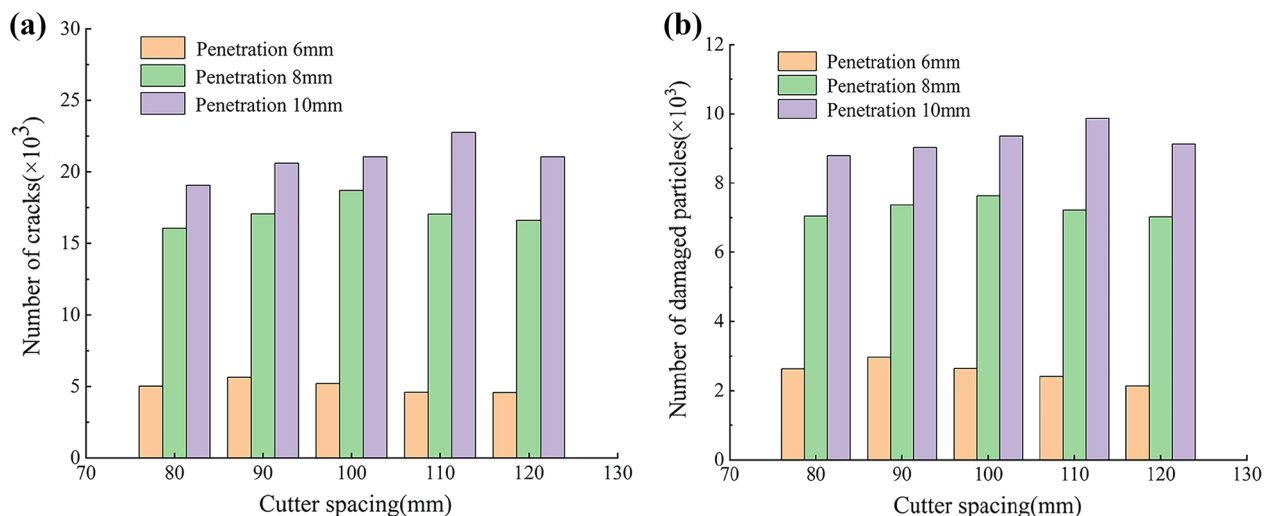 (a)
30
25
20
15
10
5
0
Number of cracks(×10³)
Penetration 6mm
Penetration 8mm
Penetration 10mm
70 80 90 100 110 120 130
Cutter spacing(mm)
(b)
12
10
8
6
4
2
0
Number of damaged particles(×10³)
Penetration 6mm
Penetration 8mm
Penetration 10mm
70 80 90 100 110 120 130
Cutter spacing(mm)